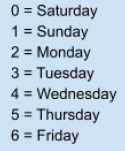 0 = Saturday
1 = Sunday
2 = Monday
3 = Tuesday
4 = Wednesday
5 = Thursday
6 = Friday